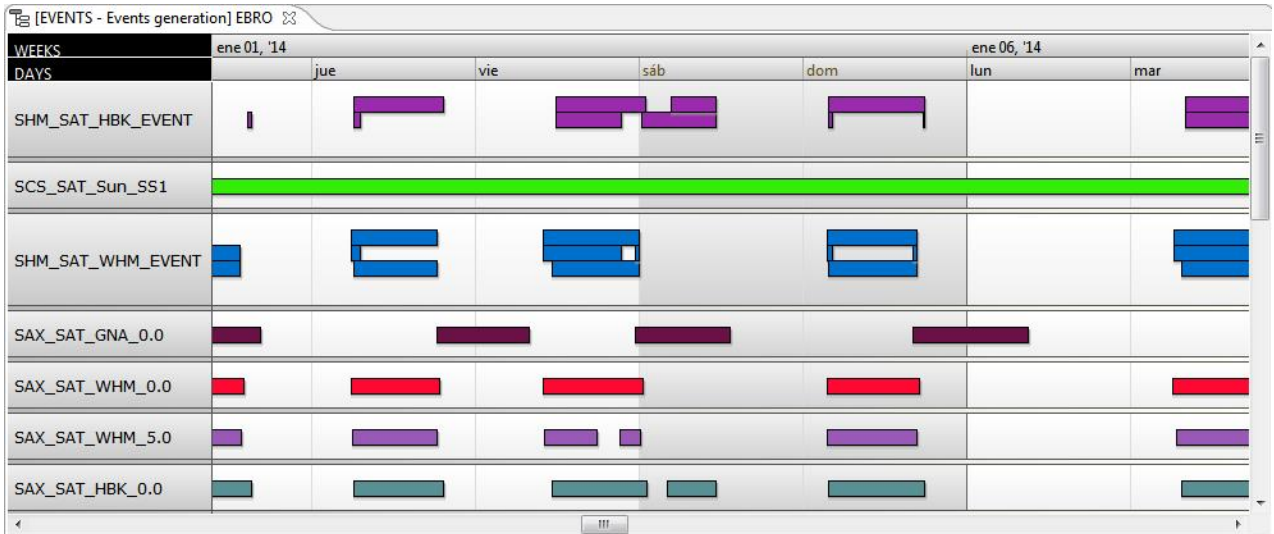 [EVENTS - Events generation] EBRO
WEEKS ene 01, '14 ene 06, '14
DAYS jue vie sáb dom lun mar
SHM_SAT_HBK_EVENT
SCS_SAT_Sun_SS1
SHM_SAT_WHM_EVENT
SAX_SAT_GNA_0.0
SAX_SAT_WHM_0.0
SAX_SAT_WHM_5.0
SAX_SAT_HBK_0.0